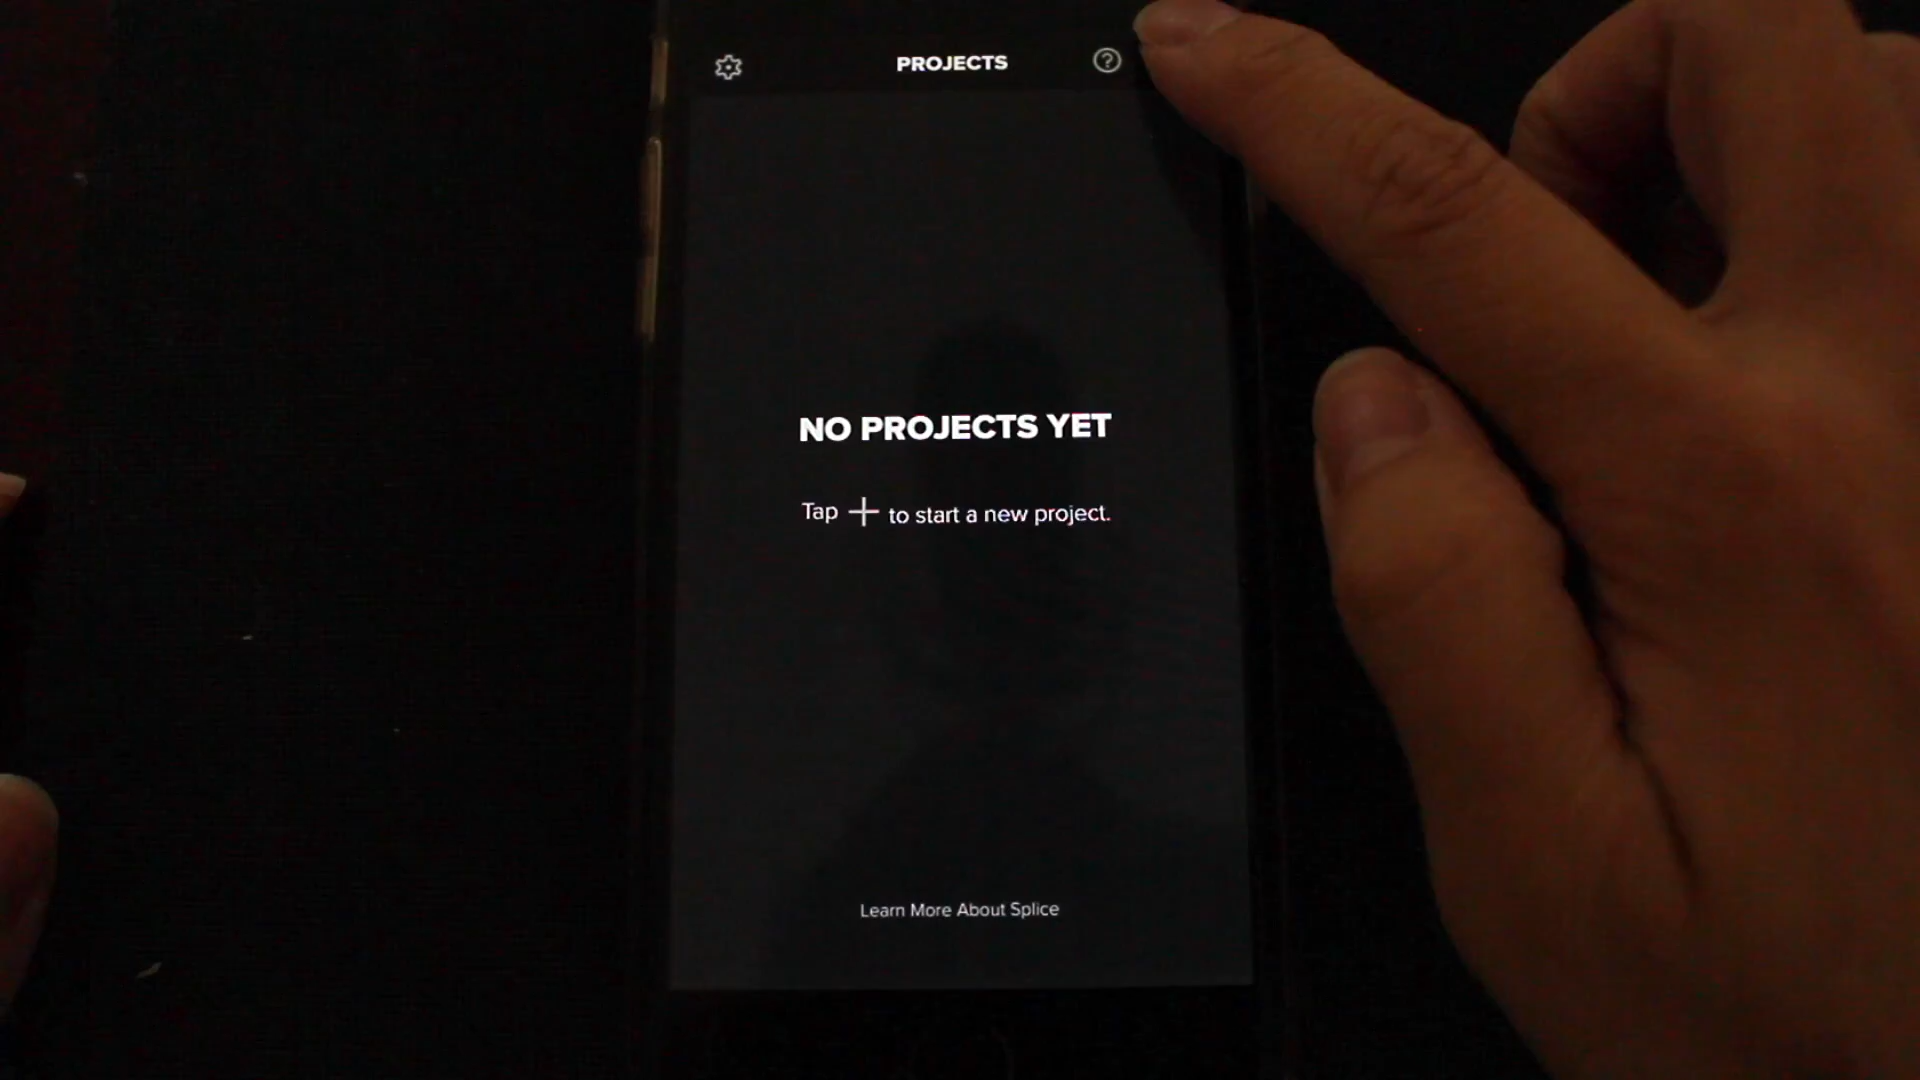 PROJECTS
NO PROJECTS YET
Tap + to start a new project.
Learn More About Splice